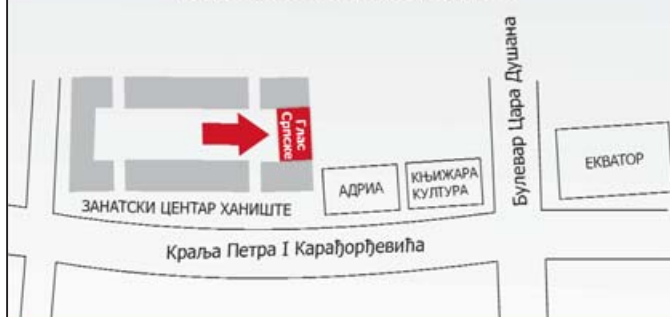 Глас
Српске
Булевар Цара Душана
ЕКВАТОР
АДРИА
КЊИЖАРА
КУЛТУРА
ЗАНАТСКИ ЦЕНТАР ХАНИШТЕ
Краља Петра I Карађорђевића